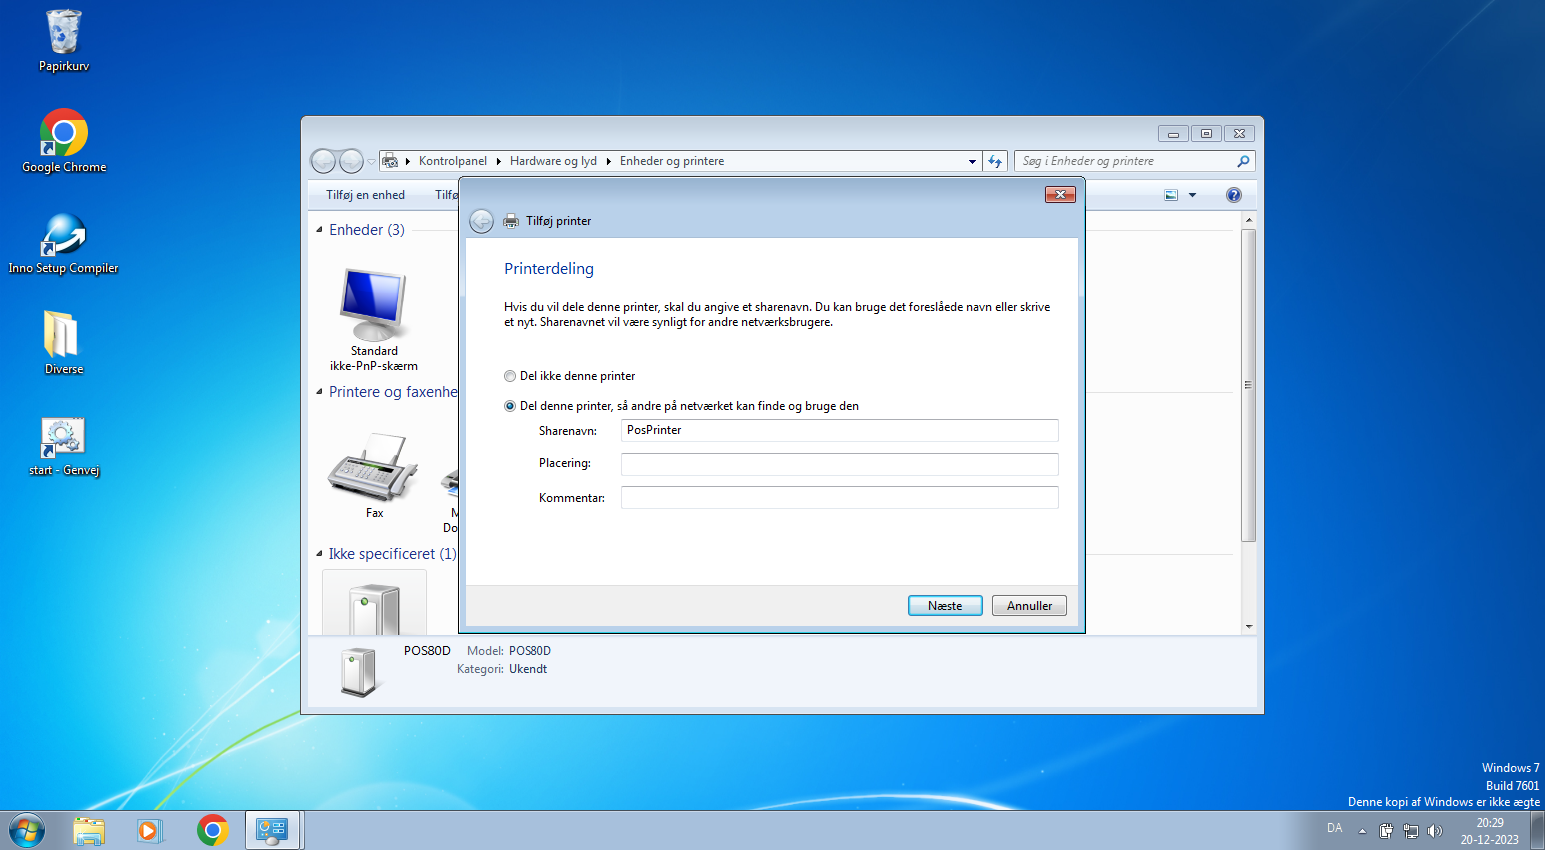 Papirkurv
Google Chrome
Inno Setup Compiler
Diverse
start - Genvej
Kontrolpanel
Hardware og lyd
Enheder og printere
Søg i Enheder og printere
Tilføj en enhed
Enheder (3)
Standard
ikke-PnP-skærm
Fax
Ikke specificeret (1)
Tilføj printer
Printerdeling
Hvis du vil dele denne printer, skal du angive et sharenavn. Du kan bruge det foreslåede navn eller skrive
et nyt. Sharenavnet vil være synligt for andre netværksbrugere.
Del ikke denne printer
Del denne printer, så andre på netværket kan finde og bruge den
Sharenavn: PosPrinter
Placering:
Kommentar:
Næste
Annuller
Printere og faxenhe
Tilfø
M
Do
POS80D Model: POS80D
Kategori: Ukendt
Windows 7
Build 7601
Denne kopi af Windows er ikke ægte
DA
20:29
20-12-2023